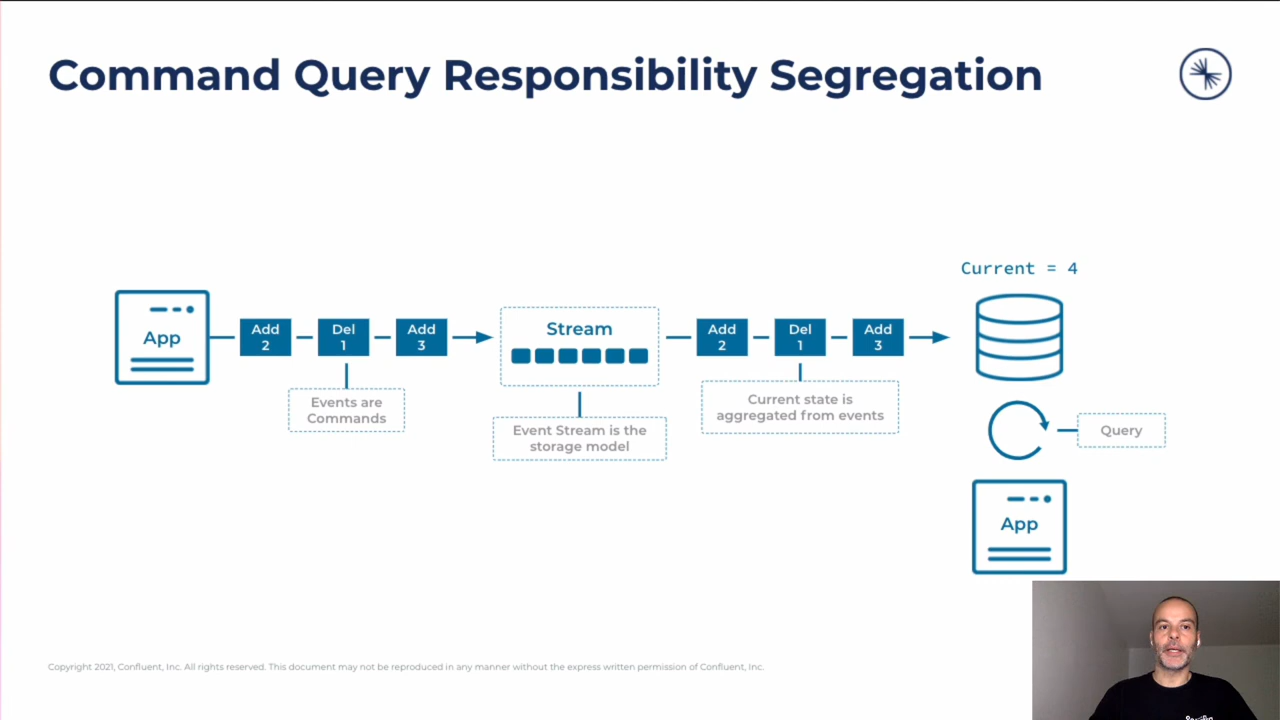 Command Query Responsibility Segregation
Current = 4
App
Add
2
Del
1
Add
3
Stream
Add
2
Del
1
Add
3
Events are
Commands
Event Stream is the
storage model
Current state is
aggregated from events
Query
App
Copyright 2021, Confluent, Inc. All rights reserved. This document may not be reproduced in any manner without the express written permission of Confluent, Inc.